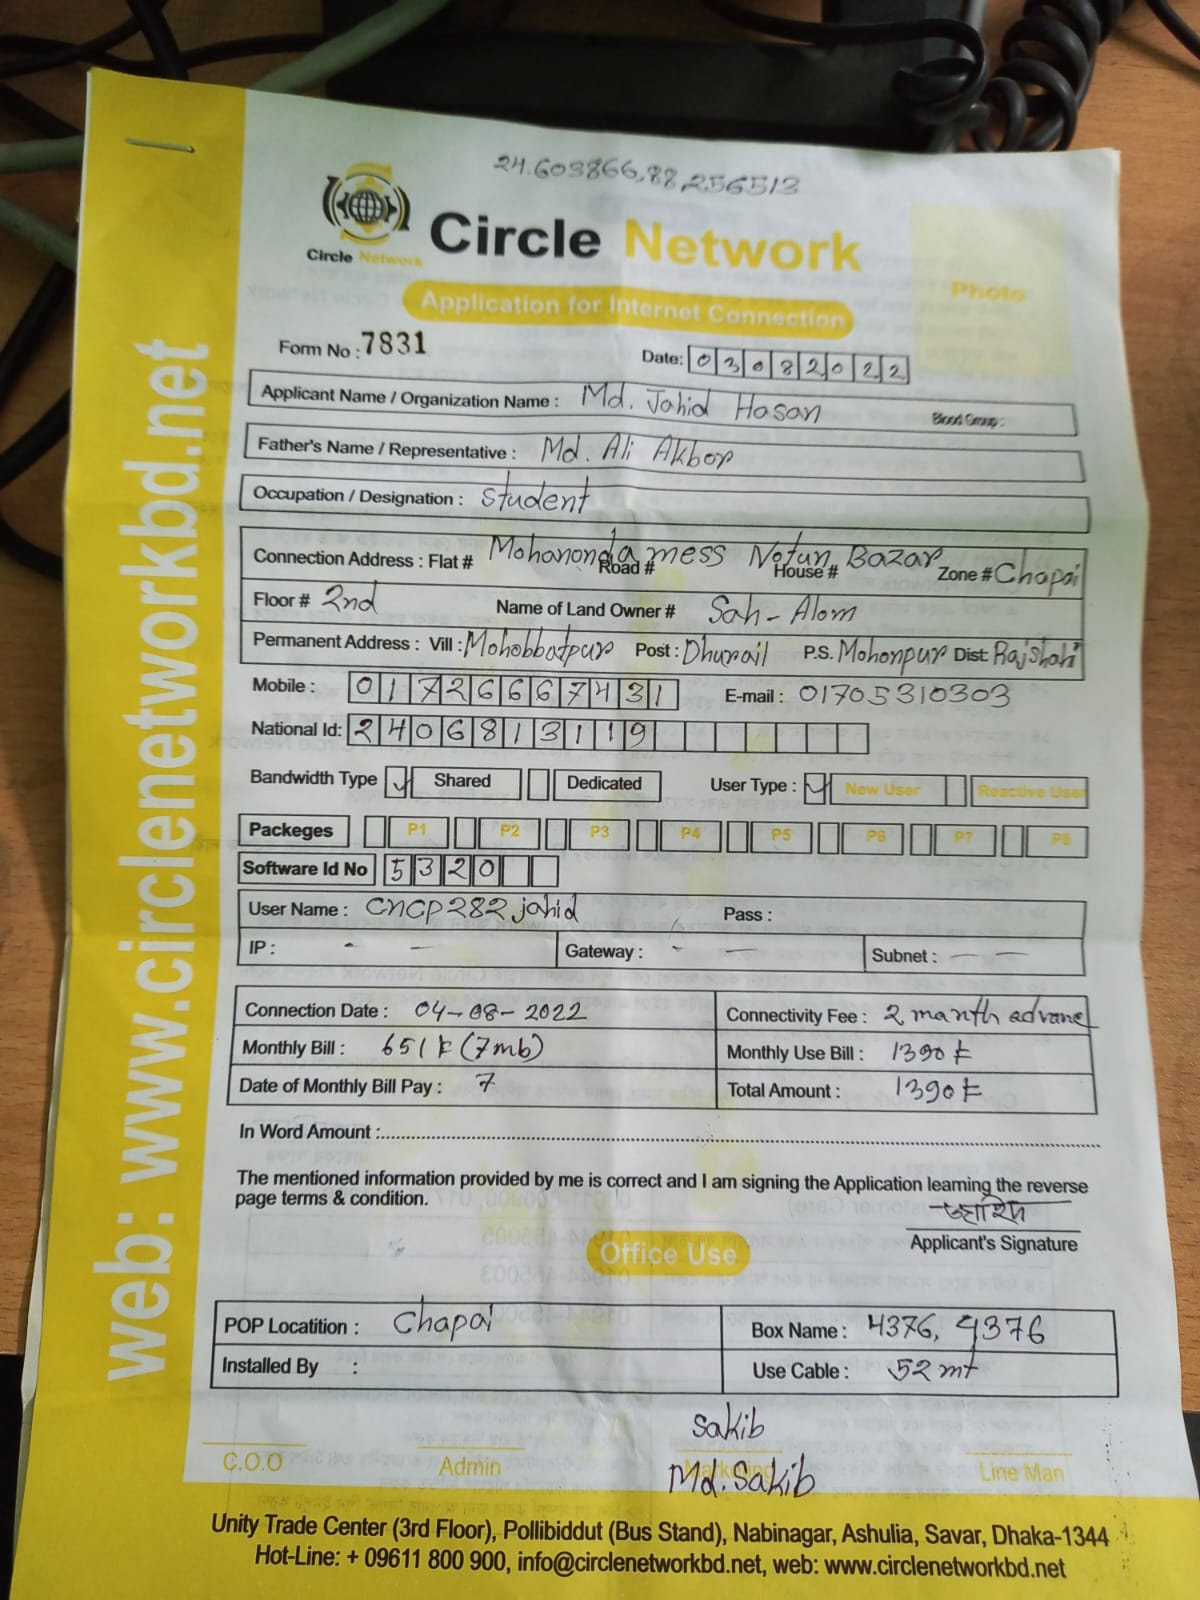 24.603866,88.256513
Circle Network
Circle Network
Application for Internet Connection
Photo
Form No : 7831
Date: 03082022
Applicant Name / Organization Name : Md. Jahid Hasan Blood Group :
Father's Name / Representative : Md. Ali Akbor
Occupation / Designation : Student
Connection Address : Flat # Mohanonda mess Road # Notun Bazar House # Zone # Chapai
Floor # 2nd Name of Land Owner # Sah-Alom
Permanent Address : Vill : Mohobbatpur Post : Dhurail P.S. Mohonpur Dist: Rajshahi
Mobile : 01726667431 E-mail : 01705310303
National Id: 2406813119
Bandwidth Type Shared Dedicated User Type : New User Reactive User
Packeges P1 P2 P3 P4 P5 P6 P7 P8
Software Id No 5320
User Name : CNCP282jahid Pass :
IP : - - Gateway : - - Subnet : - -
Connection Date : 04-08-2022 Connectivity Fee : 2 manth advane
Monthly Bill : 651 ৳ (7mb) Monthly Use Bill : 1390 ৳
Date of Monthly Bill Pay : 7 Total Amount : 1390 ৳
In Word Amount :
The mentioned information provided by me is correct and I am signing the Application learning the reverse
page terms & condition.
জাহিদ
Applicant's Signature
Office Use
POP Locatition : Chapai Box Name : 4376, 4376
Installed By : Use Cable : 52 mt
Sakib
C.O.O Admin Marketing Line Man
Md. Sakib
Unity Trade Center (3rd Floor), Pollibiddut (Bus Stand), Nabinagar, Ashulia, Savar, Dhaka-1344
Hot-Line: + 09611 800 900, info@circlenetworkbd.net, web: www.circlenetworkbd.net
web: www.circlenetworkbd.net